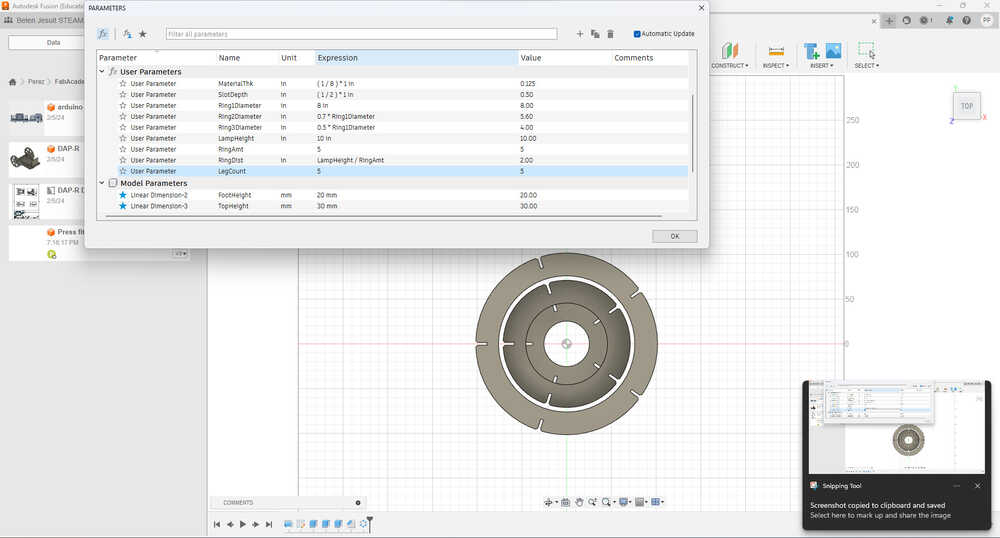 Autodesk Fusion (Educatio
Belen Jesuit STEAM
Data
Perez
FabAcade
arduino
2/5/24
DAP-R
2/5/24
DAP-R D
2/5/24
Press fit
7:16:17 PM
PARAMETERS
Filter all parameters
Automatic Update
Parameter Name Unit Expression Value Comments
User Parameters
User Parameter MaterialThk in ( 1 / 8 ) * 1 in 0.125
User Parameter SlotDepth in ( 1 / 2 ) * 1 in 0.50
User Parameter Ring1Diameter in 8 in 8.00
User Parameter Ring2Diameter in 0.7 * Ring1Diameter 5.60
User Parameter Ring3Diameter in 0.5 * Ring1Diameter 4.00
User Parameter LampHeight in 10 in 10.00
User Parameter RingAmt 5 5
User Parameter RingDist in LampHeight / RingAmt 2.00
User Parameter LegCount 5 5
Model Parameters
Linear Dimension-2 FootHeight mm 20 mm 20.00
Linear Dimension-3 TopHeight mm 30 mm 30.00
OK
1
PP
CONSTRUCT INSPECT INSERT SELECT
TOP
Y
X
Z
250
200
150
100
50
0
COMMENTS
Snipping Tool
Screenshot copied to clipboard and saved
Select here to mark up and share the image